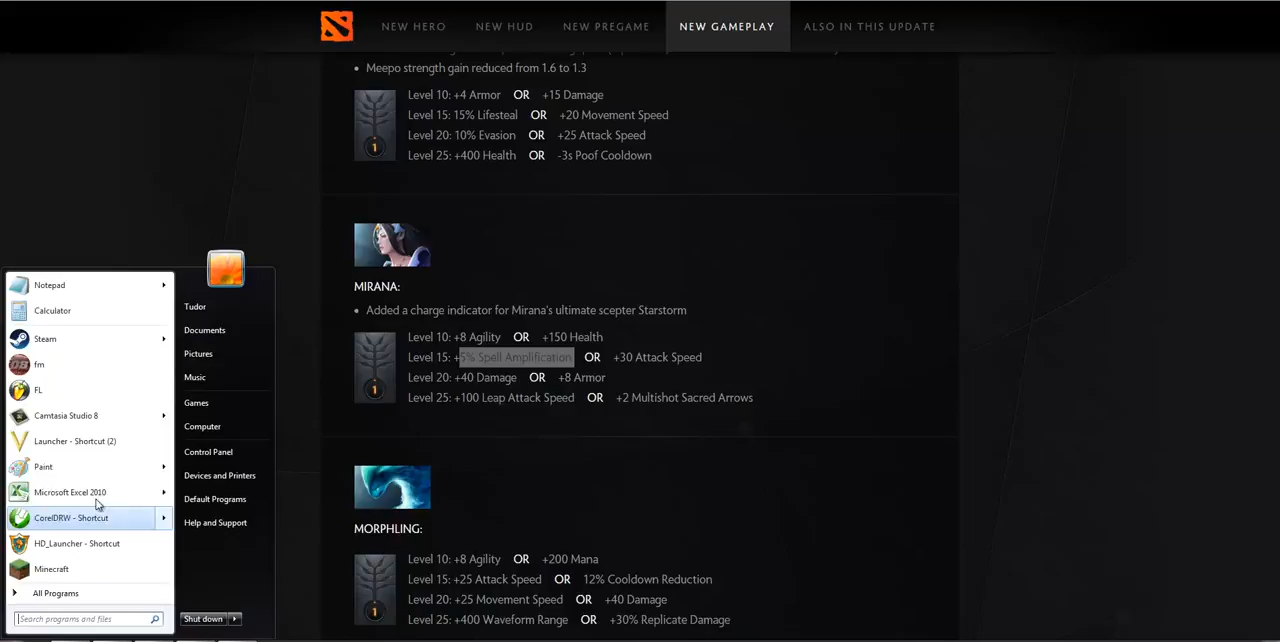 NEW HERO NEW HUD NEW PREGAME NEW GAMEPLAY ALSO IN THIS UPDATE
• Meepo strength gain reduced from 1.6 to 1.3
Level 10: +4 Armor OR +15 Damage
Level 15: 15% Lifesteal OR +20 Movement Speed
Level 20: 10% Evasion OR +25 Attack Speed
Level 25: +400 Health OR -3s Poof Cooldown
1
MIRANA:
• Added a charge indicator for Mirana's ultimate scepter Starstorm
Level 10: +8 Agility OR +150 Health
Level 15: +5% Spell Amplification OR +30 Attack Speed
Level 20: +40 Damage OR +8 Armor
Level 25: +100 Leap Attack Speed OR +2 Multishot Sacred Arrows
1
MORPHLING:
Level 10: +8 Agility OR +200 Mana
Level 15: +25 Attack Speed OR 12% Cooldown Reduction
Level 20: +25 Movement Speed OR +40 Damage
Level 25: +400 Waveform Range OR +30% Replicate Damage
1
Notepad
Calculator
Steam
fm
FL
Camtasia Studio 8
Launcher - Shortcut (2)
Paint
Microsoft Excel 2010
CorelDRW - Shortcut
HD_Launcher - Shortcut
Minecraft
All Programs
Search programs and files
Tudor
Documents
Pictures
Music
Games
Computer
Control Panel
Devices and Printers
Default Programs
Help and Support
Shut down